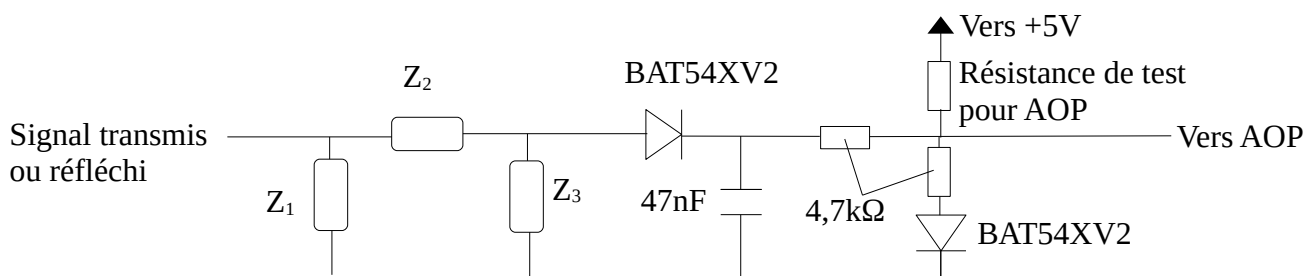 Vers +5V
BAT54XV2
Z2
Résistance de test
pour AOP
Signal transmis
ou réfléchi
Vers AOP
Z1
Z3
47nF
4,7kΩ
BAT54XV2